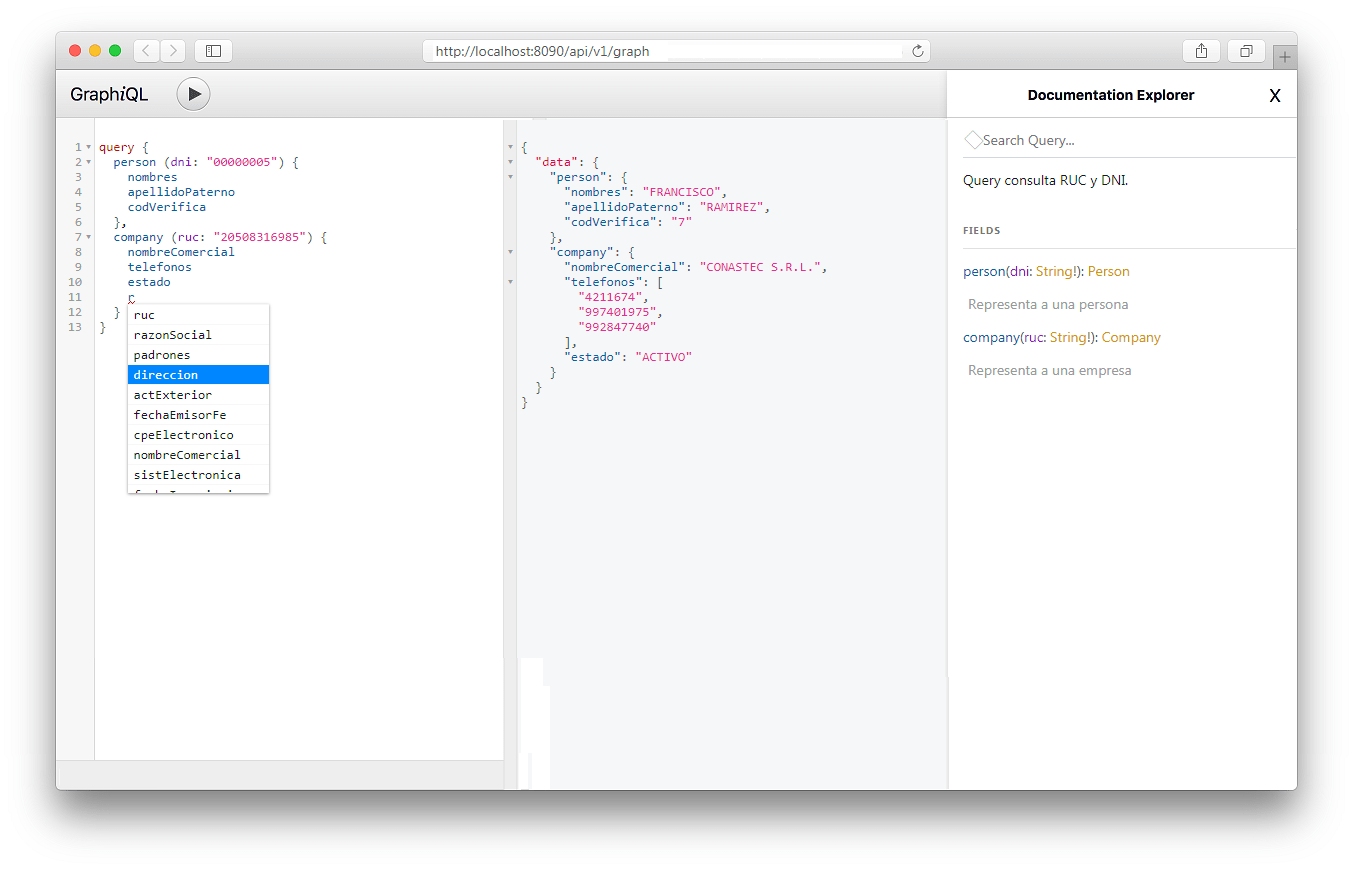 http://localhost:8090/api/v1/graph
GraphiQL
Documentation Explorer
X
1 query {
2 person (dni: "00000005") {
3 nombres
4 apellidoPaterno
5 codVerifica
6 },
7 company (ruc: "20508316985") {
8 nombreComercial
9 telefonos
10 estado
11 r
12 }
13 }
ruc
razonSocial
padrones
direccion
actExterior
fechaEmisorFe
cpeElectronico
nombreComercial
sistElectronica
{
"data": {
"person": {
"nombres": "FRANCISCO",
"apellidoPaterno": "RAMIREZ",
"codVerifica": "7"
},
"company": {
"nombreComercial": "CONASTEC S.R.L.",
"telefonos": [
"4211674",
"997401975",
"992847740"
],
"estado": "ACTIVO"
}
}
}
Search Query...
Query consulta RUC y DNI.
FIELDS
person(dni: String!): Person
Representa a una persona
company(ruc: String!): Company
Representa a una empresa